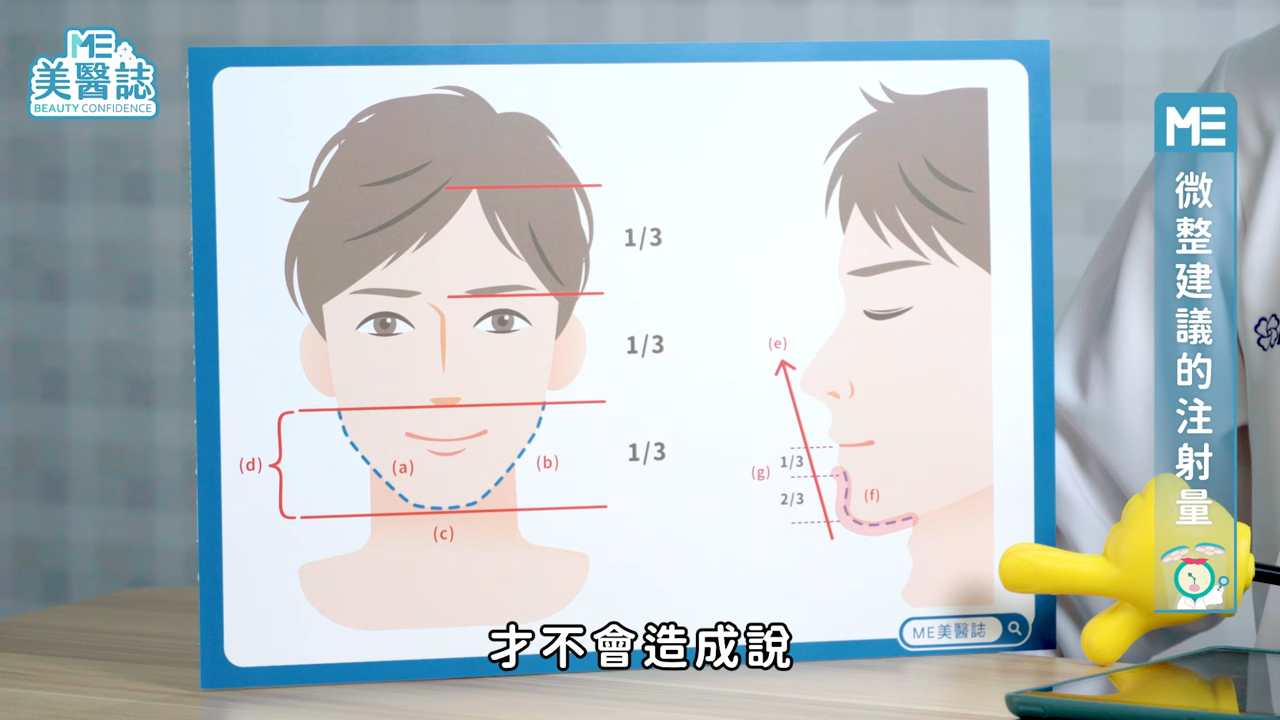 ME
美醫誌
BEAUTY CONFIDENCE
ME
微整建議的注射量
1/3
1/3
1/3
(a)
(b)
(c)
(d)
(e)
(f)
(g)
1/3
2/3
ME美醫誌
才不會造成說